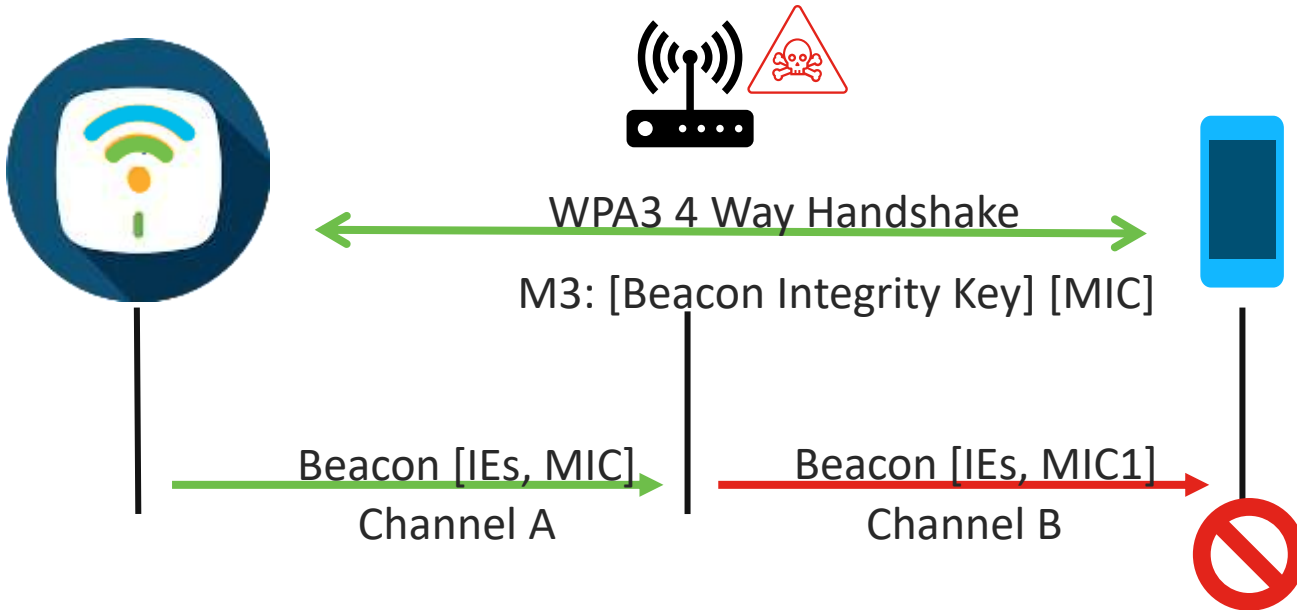 WPA3 4 Way Handshake
M3: [Beacon Integrity Key] [MIC]
Beacon [IEs, MIC]
Channel A
Beacon [IEs, MIC1]
Channel B